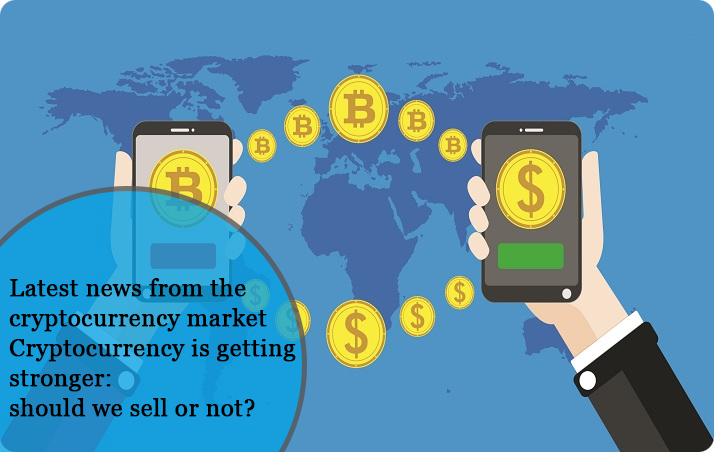 Latest news from the
cryptocurrency market
Cryptocurrency is getting
stronger:
should we sell or not?